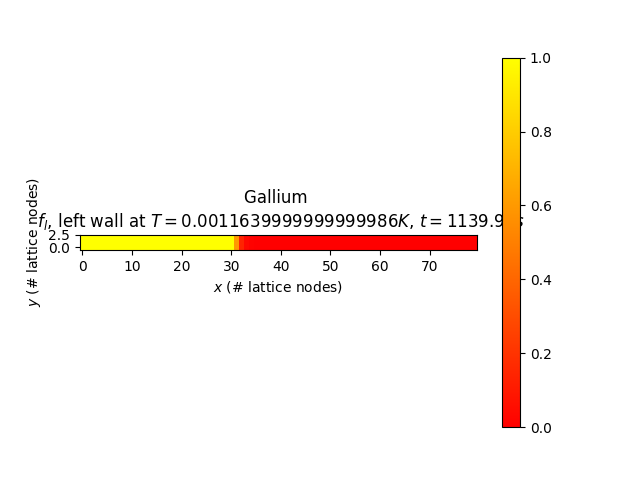 Gallium
f_l, left wall at T = 0.0011639999999999986K, t = 1139.9
2.5
0.0
y (# lattice nodes)
0 10 20 30 40 50 60 70
x (# lattice nodes)
1.0
0.8
0.6
0.4
0.2
0.0